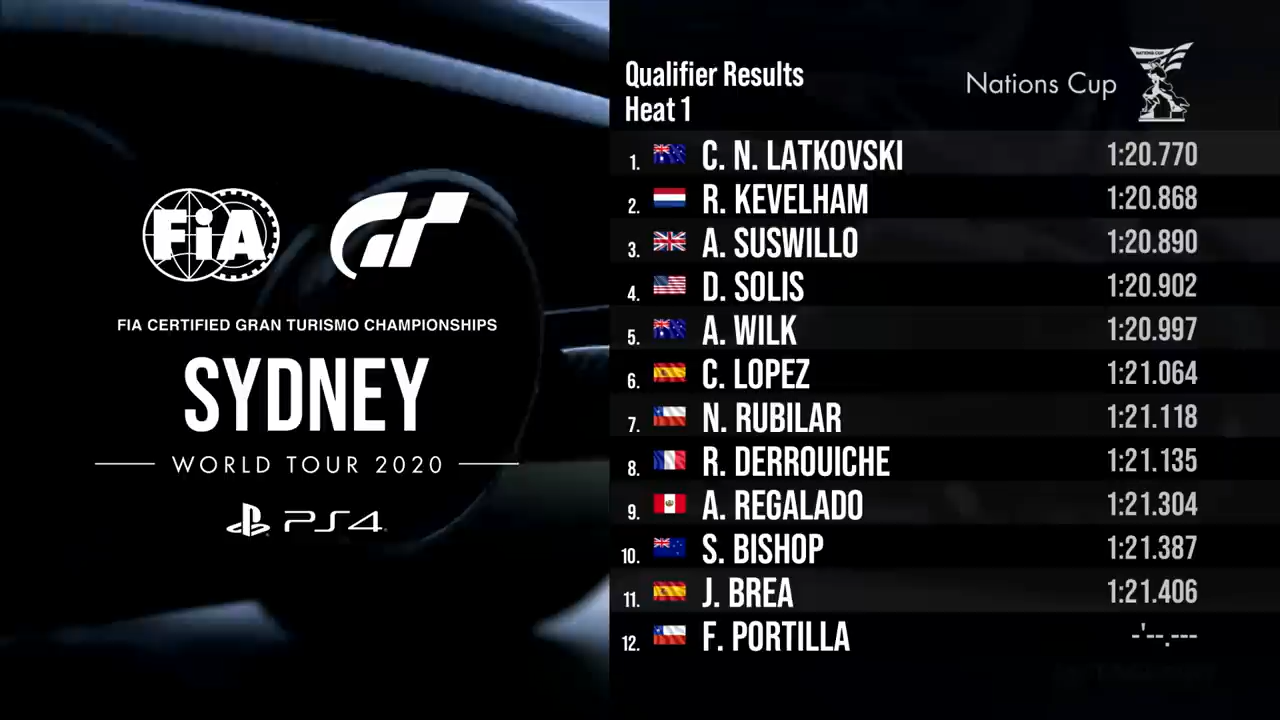 FiA
GT
FIA CERTIFIED GRAN TURISMO CHAMPIONSHIPS
SYDNEY
WORLD TOUR 2020
PS4
Qualifier Results
Heat 1
Nations Cup
NATIONS CUP
1. C. N. LATKOVSKI 1:20.770
2. R. KEVELHAM 1:20.868
3. A. SUSWILLO 1:20.890
4. D. SOLIS 1:20.902
5. A. WILK 1:20.997
6. C. LOPEZ 1:21.064
7. N. RUBILAR 1:21.118
8. R. DERROUICHE 1:21.135
9. A. REGALADO 1:21.304
10. S. BISHOP 1:21.387
11. J. BREA 1:21.406
12. F. PORTILLA -'--.---